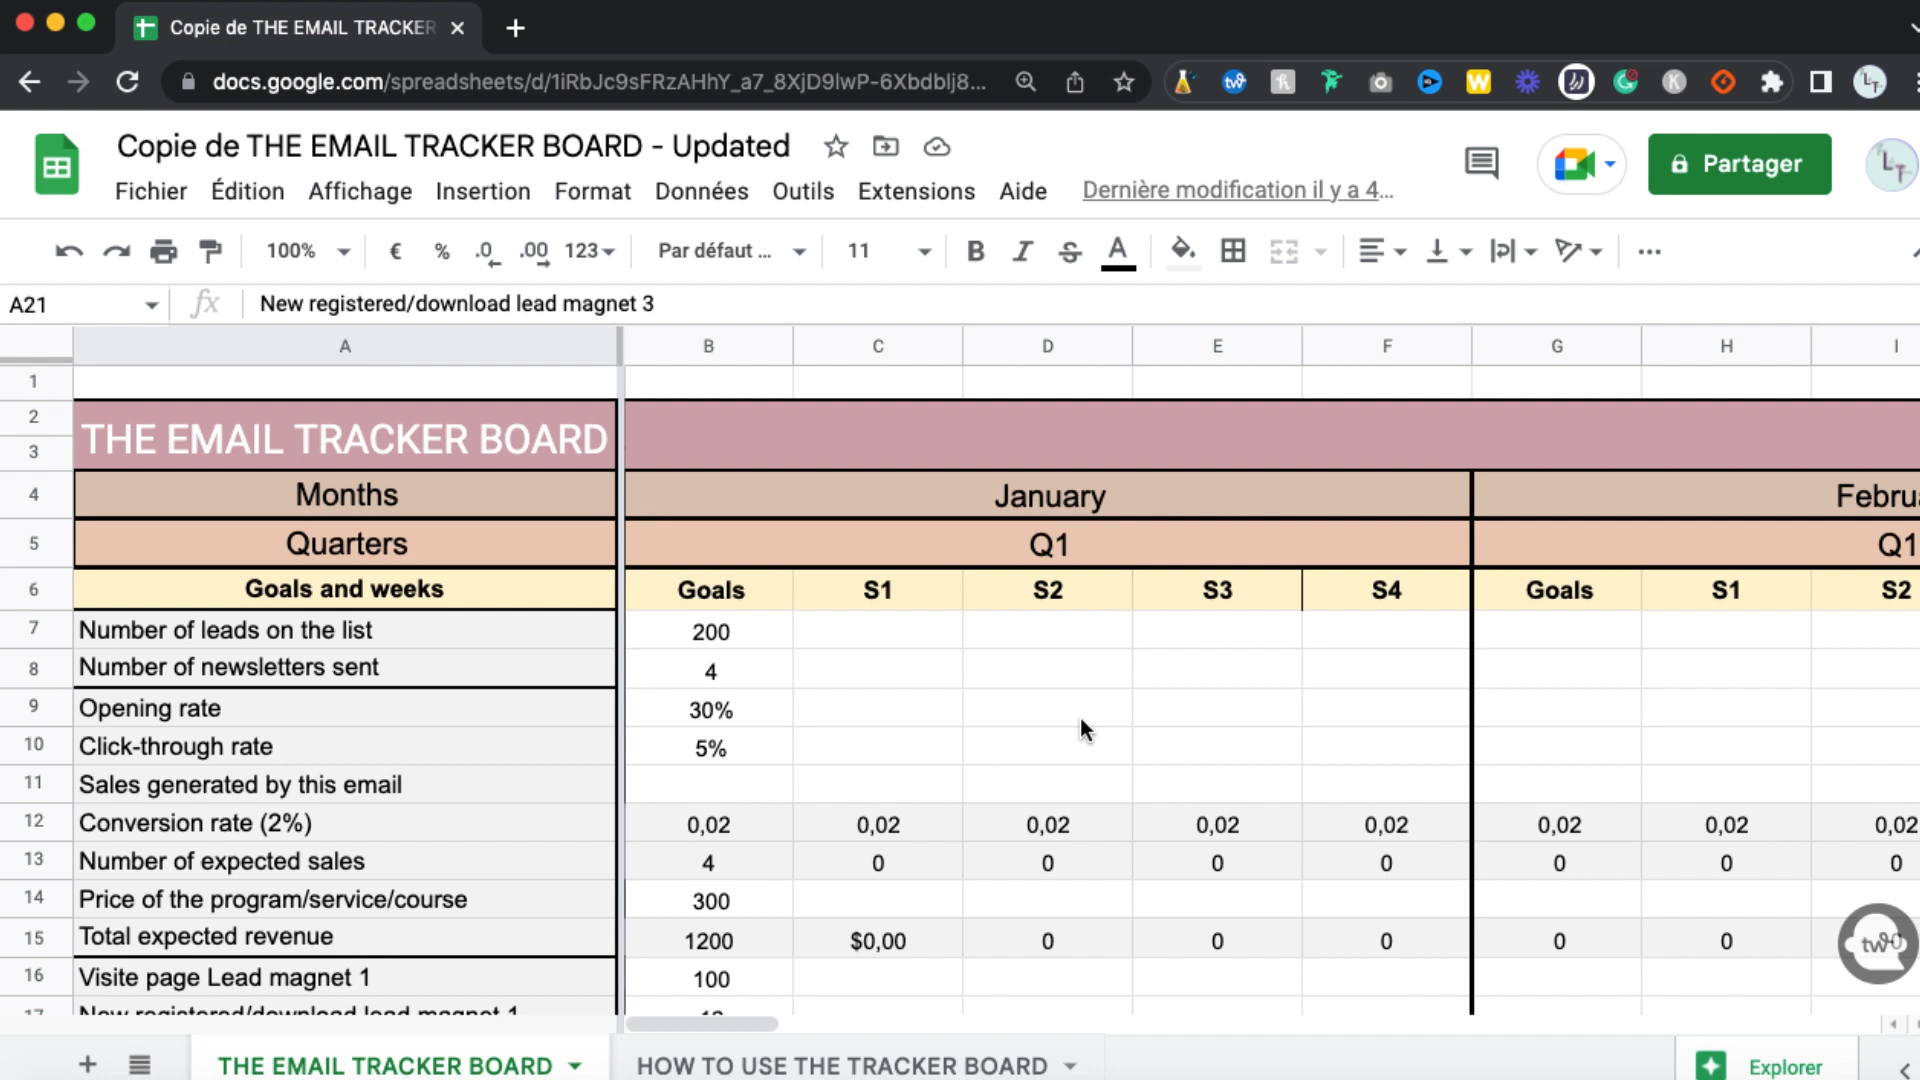 Copie de THE EMAIL TRACKER
docs.google.com/spreadsheets/d/1iRbJc9sFRzAHhY_a7_8XjD9lwP-6Xbdblj8...
Copie de THE EMAIL TRACKER BOARD - Updated
Partager
Fichier Édition Affichage Insertion Format Données Outils Extensions Aide Dernière modification il y a 4...
100% € % .0 .00 123 Par défaut ... 11 B I S A ...
A21 fx New registered/download lead magnet 3
A B C D E F G H I
1
2
3 THE EMAIL TRACKER BOARD
4 Months January Febru
5 Quarters Q1 Q1
6 Goals and weeks Goals S1 S2 S3 S4 Goals S1 S2
7 Number of leads on the list 200
8 Number of newsletters sent 4
9 Opening rate 30%
10 Click-through rate 5%
11 Sales generated by this email
12 Conversion rate (2%) 0,02 0,02 0,02 0,02 0,02 0,02 0,02 0,02
13 Number of expected sales 4 0 0 0 0 0 0 0
14 Price of the program/service/course 300
15 Total expected revenue 1200 $0,00 0 0 0 0 0
16 Visite page Lead magnet 1 100
17 New registered/download lead magnet 1
THE EMAIL TRACKER BOARD HOW TO USE THE TRACKER BOARD Explorer